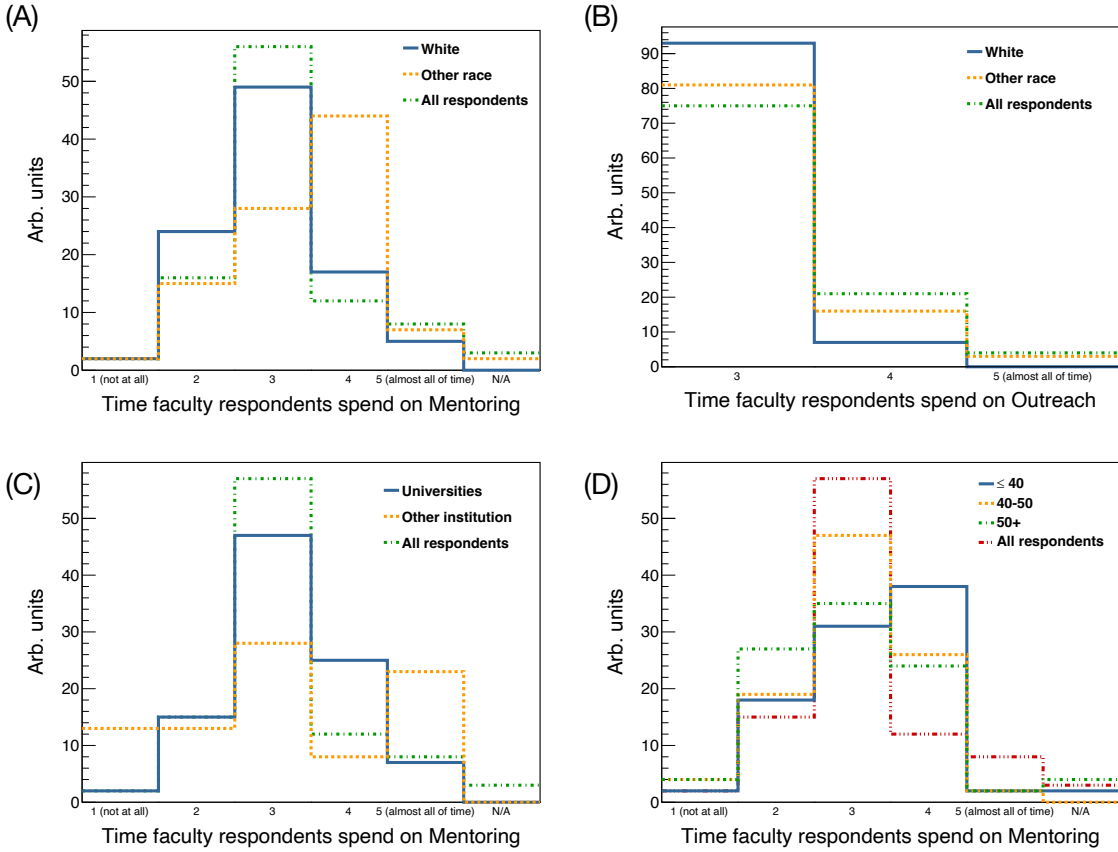 (A)
White
Other race
All respondents
Arb. units
50
40
30
20
10
0
1 (not at all) 2 3 4 5 (almost all of time) N/A
Time faculty respondents spend on Mentoring
(B)
White
Other race
All respondents
Arb. units
90
80
70
60
50
40
30
20
10
0
3 4 5 (almost all of time)
Time faculty respondents spend on Outreach
(C)
Universities
Other institution
All respondents
Arb. units
50
40
30
20
10
0
1 (not at all) 2 3 4 5 (almost all of time) N/A
Time faculty respondents spend on Mentoring
(D)
≤ 40
40-50
50+
All respondents
Arb. units
50
40
30
20
10
0
1 (not at all) 2 3 4 5 (almost all of time) N/A
Time faculty respondents spend on Mentoring